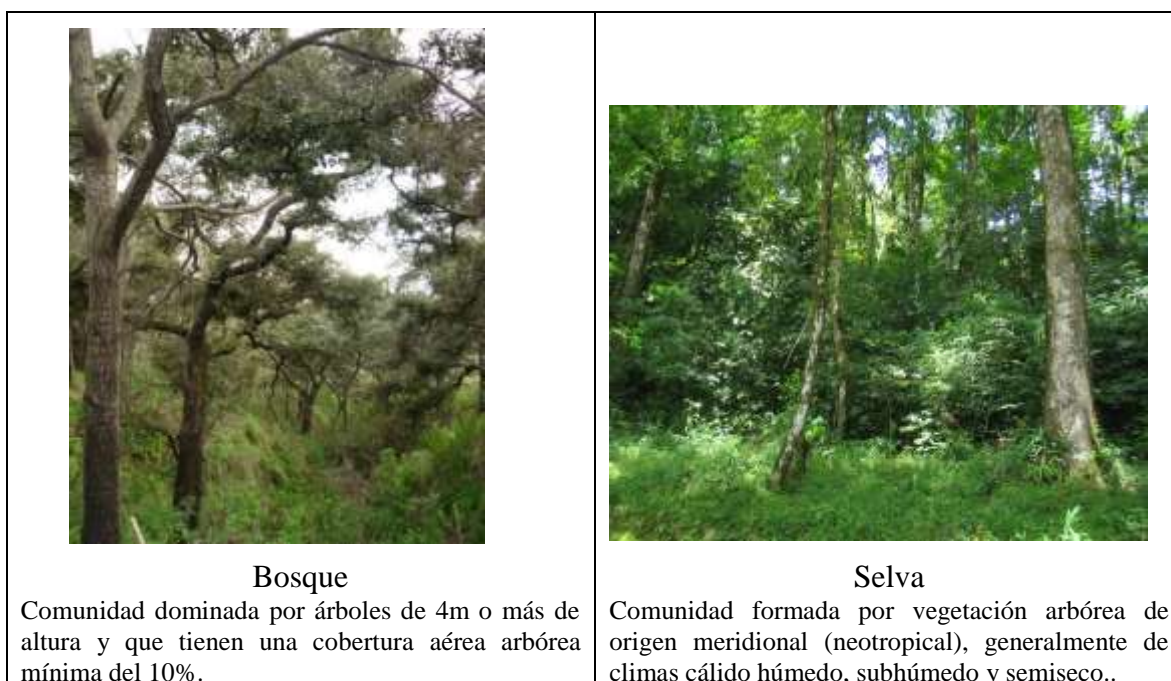 Bosque
Comunidad dominada por árboles de 4m o más de
altura y que tienen una cobertura aérea arbórea
mínima del 10%.
Selva
Comunidad formada por vegetación arbórea de
origen meridional (neotropical), generalmente de
climas cálido húmedo, subhúmedo y semiseco..